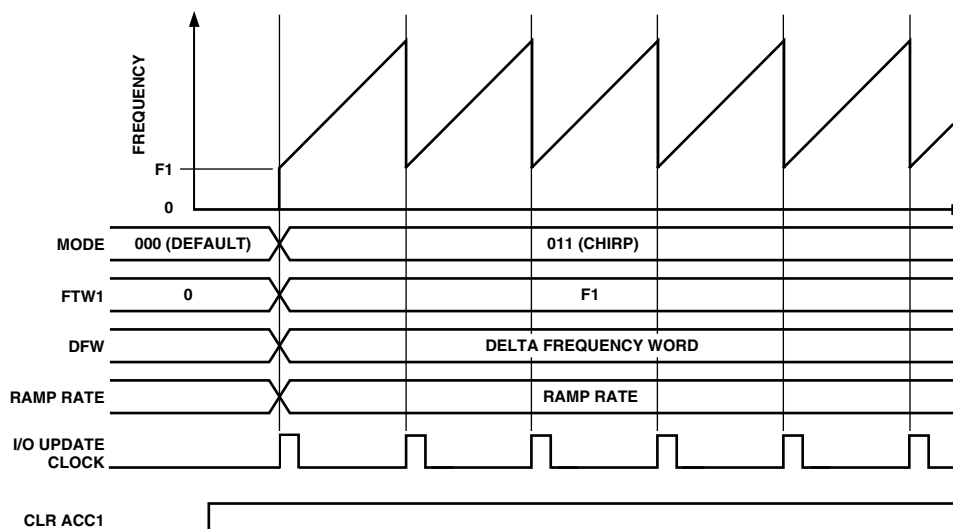 FREQUENCY
F1
0
MODE
000 (DEFAULT)
011 (CHIRP)
FTW1
0
F1
DFW
DELTA FREQUENCY WORD
RAMP RATE
RAMP RATE
I/O UPDATE
CLOCK
CLR ACC1